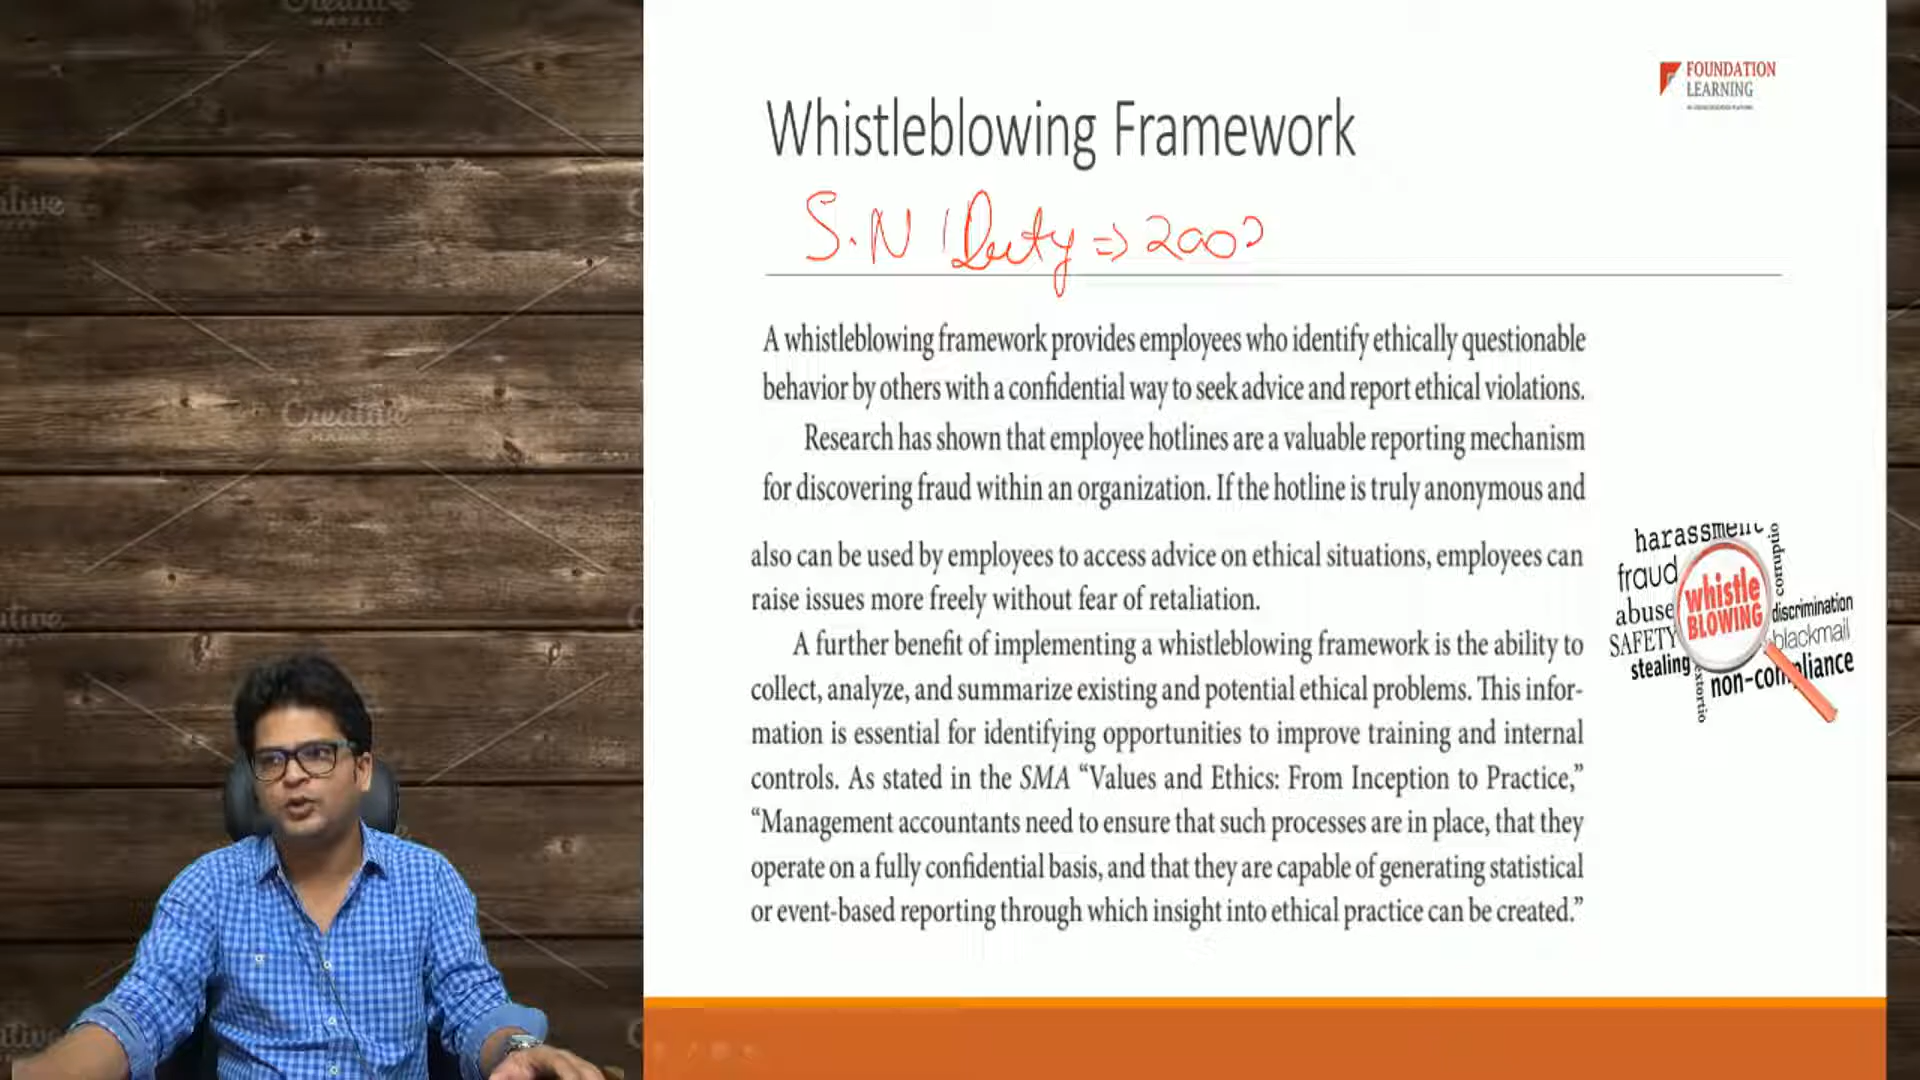 FOUNDATION
LEARNING
Whistleblowing Framework
S.N | Duty => 2003
A whistleblowing framework provides employees who identify ethically questionable
behavior by others with a confidential way to seek advice and report ethical violations.
Research has shown that employee hotlines are a valuable reporting mechanism
for discovering fraud within an organization. If the hotline is truly anonymous and
also can be used by employees to access advice on ethical situations, employees can
raise issues more freely without fear of retaliation.
A further benefit of implementing a whistleblowing framework is the ability to
collect, analyze, and summarize existing and potential ethical problems. This infor-
mation is essential for identifying opportunities to improve training and internal
controls. As stated in the SMA “Values and Ethics: From Inception to Practice,”
“Management accountants need to ensure that such processes are in place, that they
operate on a fully confidential basis, and that they are capable of generating statistical
or event-based reporting through which insight into ethical practice can be created.”
harassment
fraud
abuse
SAFETY
stealing
whistle
BLOWING
discrimination
blackmail
non-compliance
Creative
MARKET